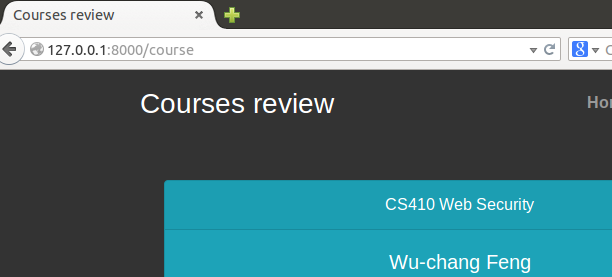 Courses review
127.0.0.1:8000/course
Courses review
CS410 Web Security
Wu-chang Feng